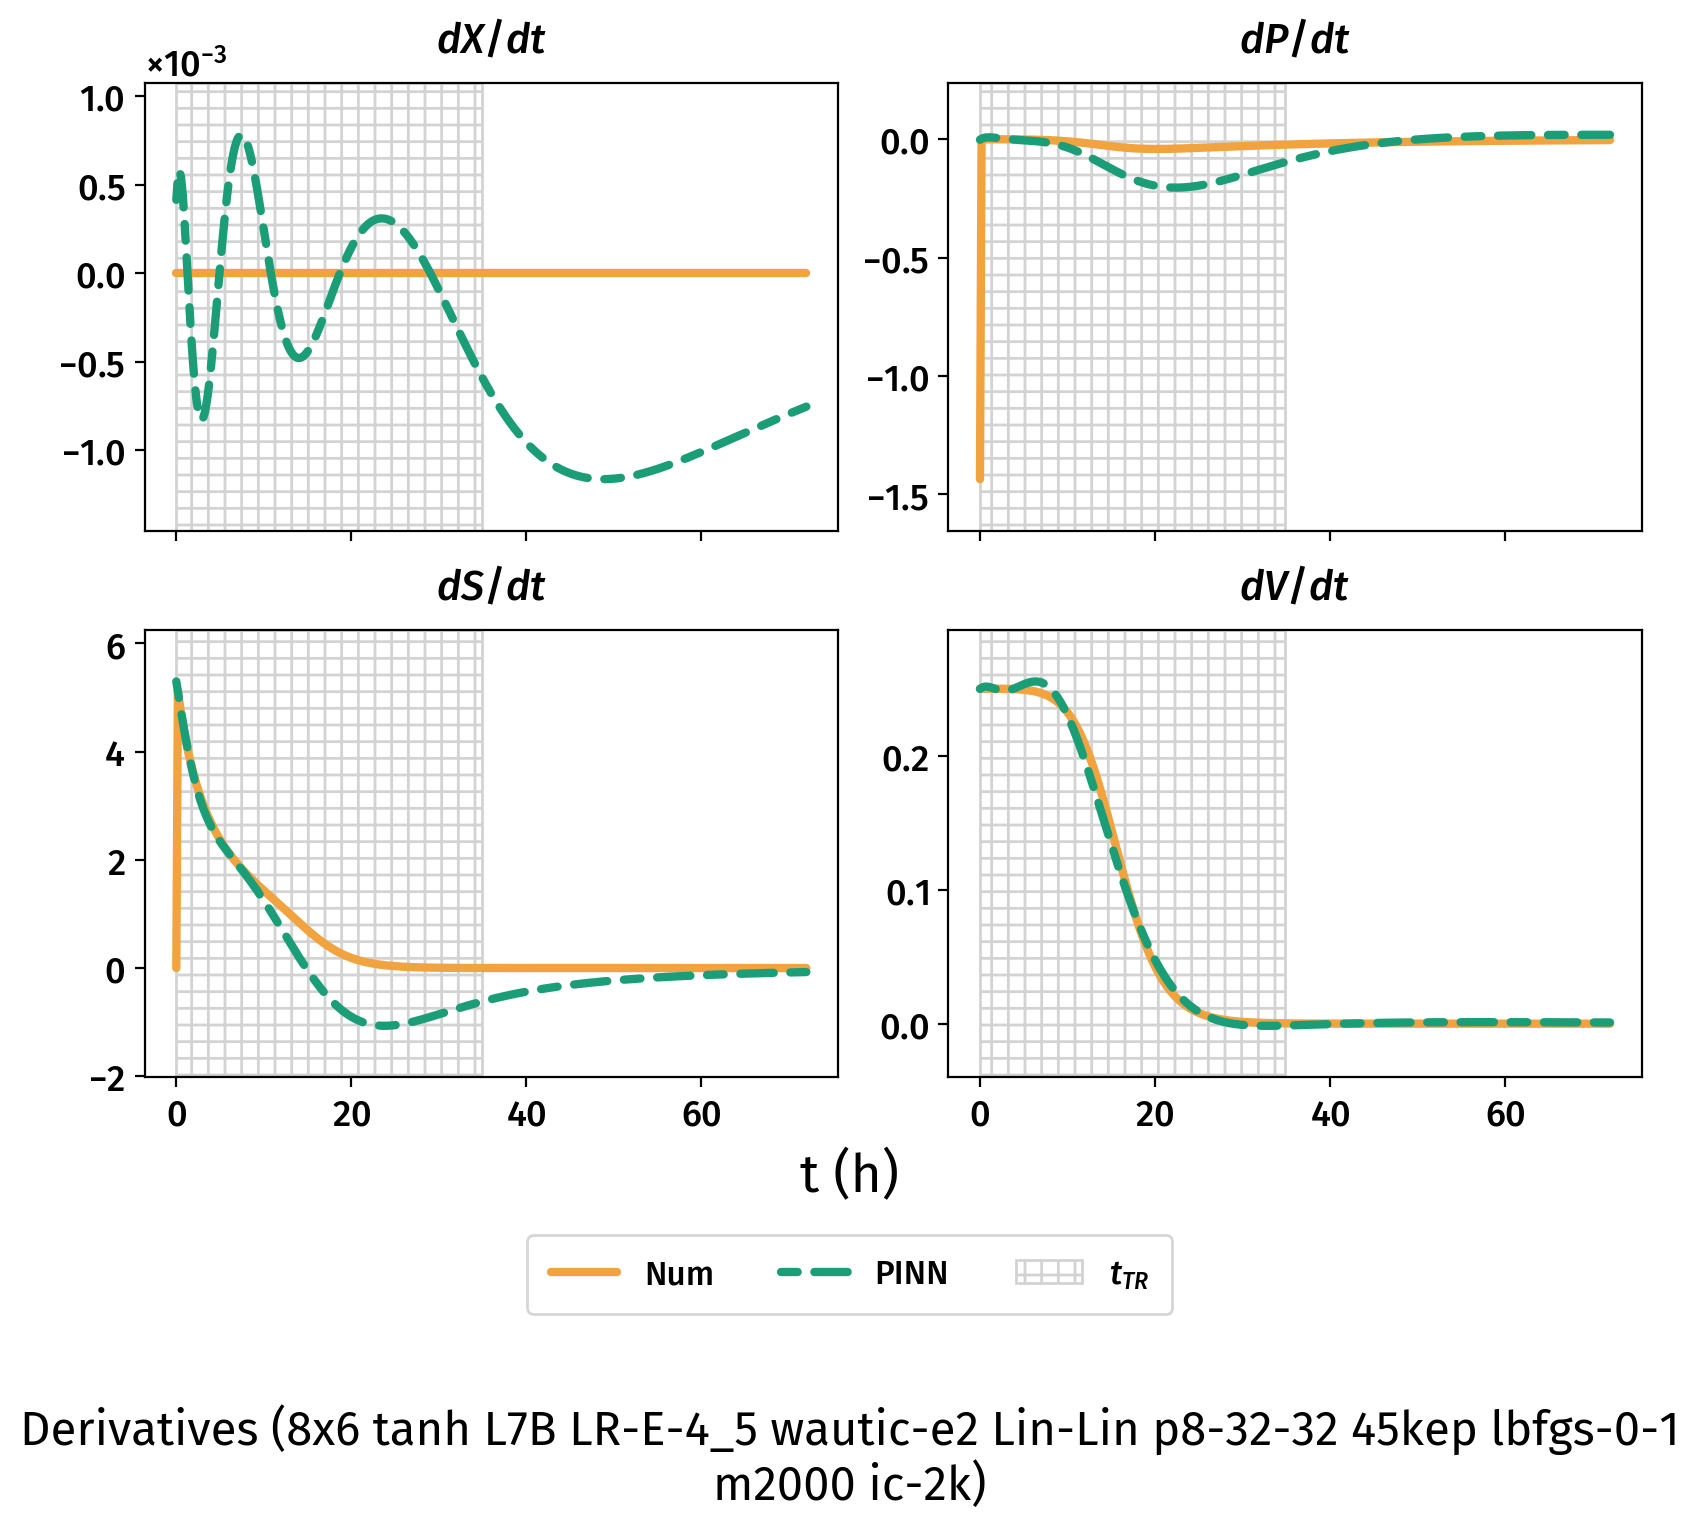 dX/dt
×10⁻³
1.0
0.5
0.0
−0.5
−1.0
dP/dt
0.0
−0.5
−1.0
−1.5
dS/dt
6
4
2
0
−2
0 20 40 60
dV/dt
0.2
0.1
0.0
0 20 40 60
t (h)
Num PINN t_TR
Derivatives (8x6 tanh L7B LR-E-4_5 wautic-e2 Lin-Lin p8-32-32 45kep lbfgs-0-1
m2000 ic-2k)